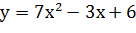 y = 7x² − 3x + 6